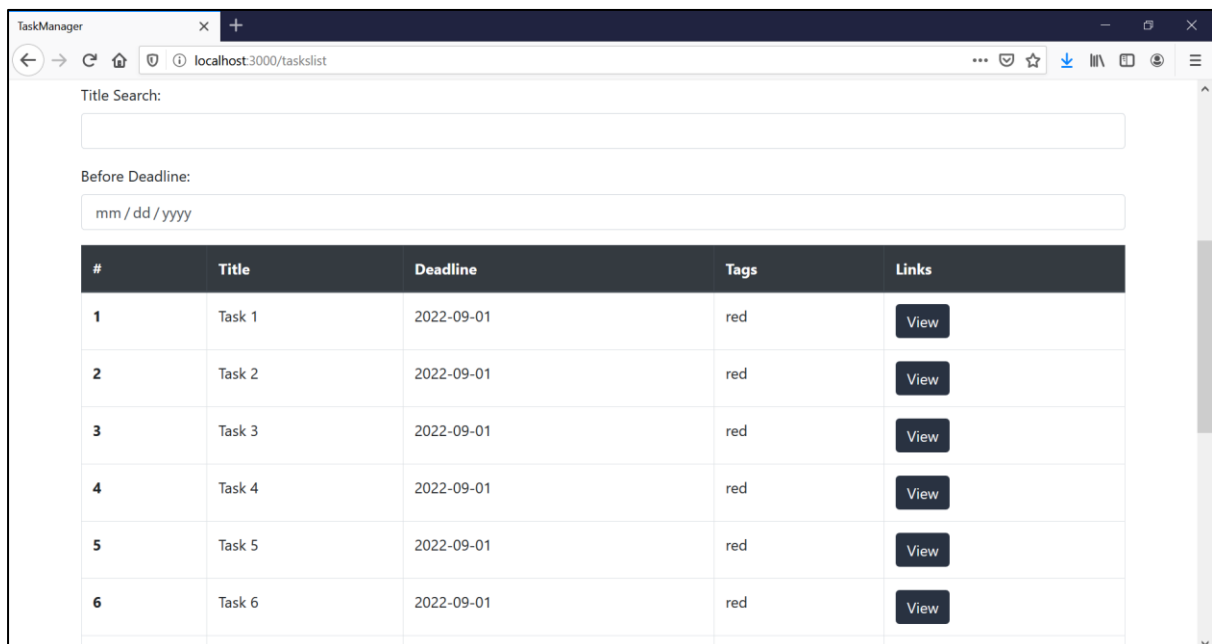 TaskManager
localhost:3000/taskslist
Title Search:
Before Deadline:
mm / dd / yyyy
# Title Deadline Tags Links
1 Task 1 2022-09-01 red View
2 Task 2 2022-09-01 red View
3 Task 3 2022-09-01 red View
4 Task 4 2022-09-01 red View
5 Task 5 2022-09-01 red View
6 Task 6 2022-09-01 red View